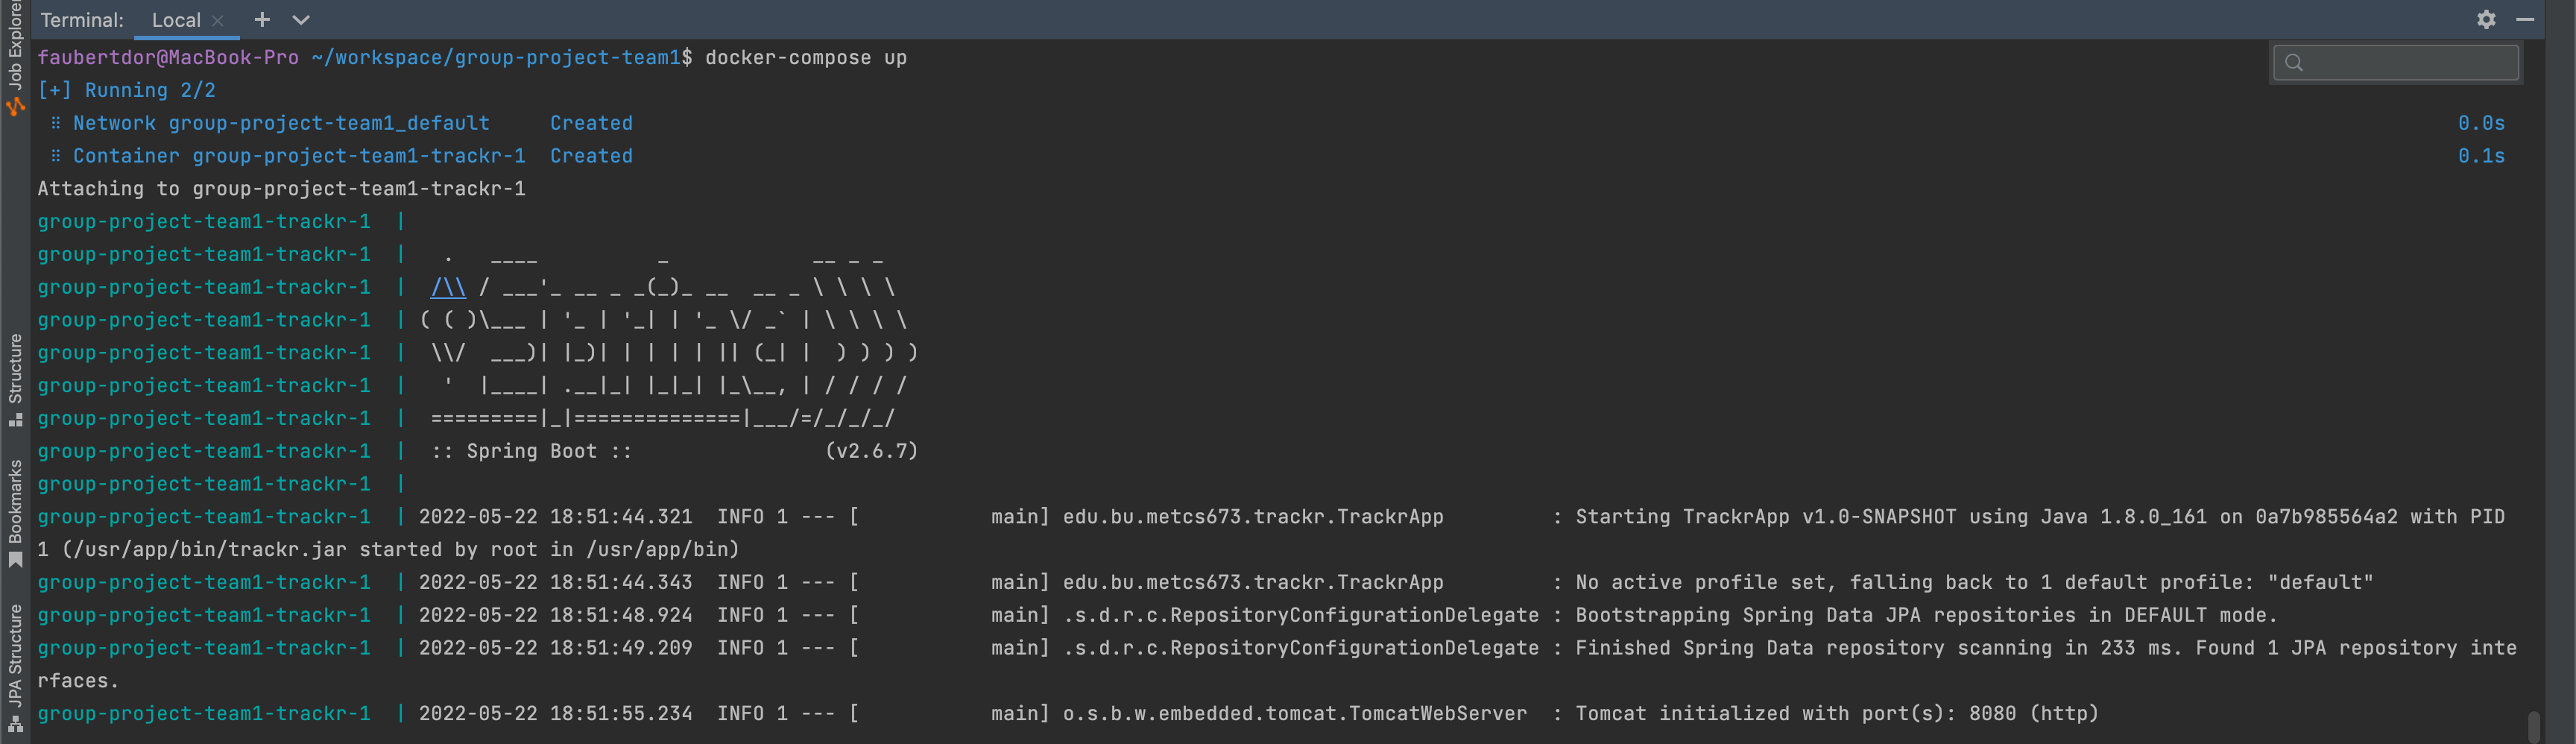 Terminal: Local
Job Explorer
Structure
Bookmarks
JPA Structure
faubertdor@MacBook-Pro ~/workspace/group-project-team1$ docker-compose up
[+] Running 2/2
⠿ Network group-project-team1_default     Created 0.0s
⠿ Container group-project-team1-trackr-1  Created 0.1s
Attaching to group-project-team1-trackr-1
group-project-team1-trackr-1  |
group-project-team1-trackr-1  |   .   ____          _            __ _ _
group-project-team1-trackr-1  |  /\\ / ___'_ __ _ _(_)_ __  __ _ \ \ \ \
group-project-team1-trackr-1  | ( ( )\___ | '_ | '_| | '_ \/ _` | \ \ \ \
group-project-team1-trackr-1  |  \\/  ___)| |_)| | | | | || (_| |  ) ) ) )
group-project-team1-trackr-1  |   '  |____| .__|_| |_|_| |_\__, | / / / /
group-project-team1-trackr-1  |  =========|_|==============|___/=/_/_/_/
group-project-team1-trackr-1  |  :: Spring Boot ::                (v2.6.7)
group-project-team1-trackr-1  |
group-project-team1-trackr-1  | 2022-05-22 18:51:44.321  INFO 1 --- [           main] edu.bu.metcs673.trackr.TrackrApp         : Starting TrackrApp v1.0-SNAPSHOT using Java 1.8.0_161 on 0a7b985564a2 with PID
1 (/usr/app/bin/trackr.jar started by root in /usr/app/bin)
group-project-team1-trackr-1  | 2022-05-22 18:51:44.343  INFO 1 --- [           main] edu.bu.metcs673.trackr.TrackrApp         : No active profile set, falling back to 1 default profile: "default"
group-project-team1-trackr-1  | 2022-05-22 18:51:48.924  INFO 1 --- [           main] .s.d.r.c.RepositoryConfigurationDelegate : Bootstrapping Spring Data JPA repositories in DEFAULT mode.
group-project-team1-trackr-1  | 2022-05-22 18:51:49.209  INFO 1 --- [           main] .s.d.r.c.RepositoryConfigurationDelegate : Finished Spring Data repository scanning in 233 ms. Found 1 JPA repository inte
rfaces.
group-project-team1-trackr-1  | 2022-05-22 18:51:55.234  INFO 1 --- [           main] o.s.b.w.embedded.tomcat.TomcatWebServer  : Tomcat initialized with port(s): 8080 (http)